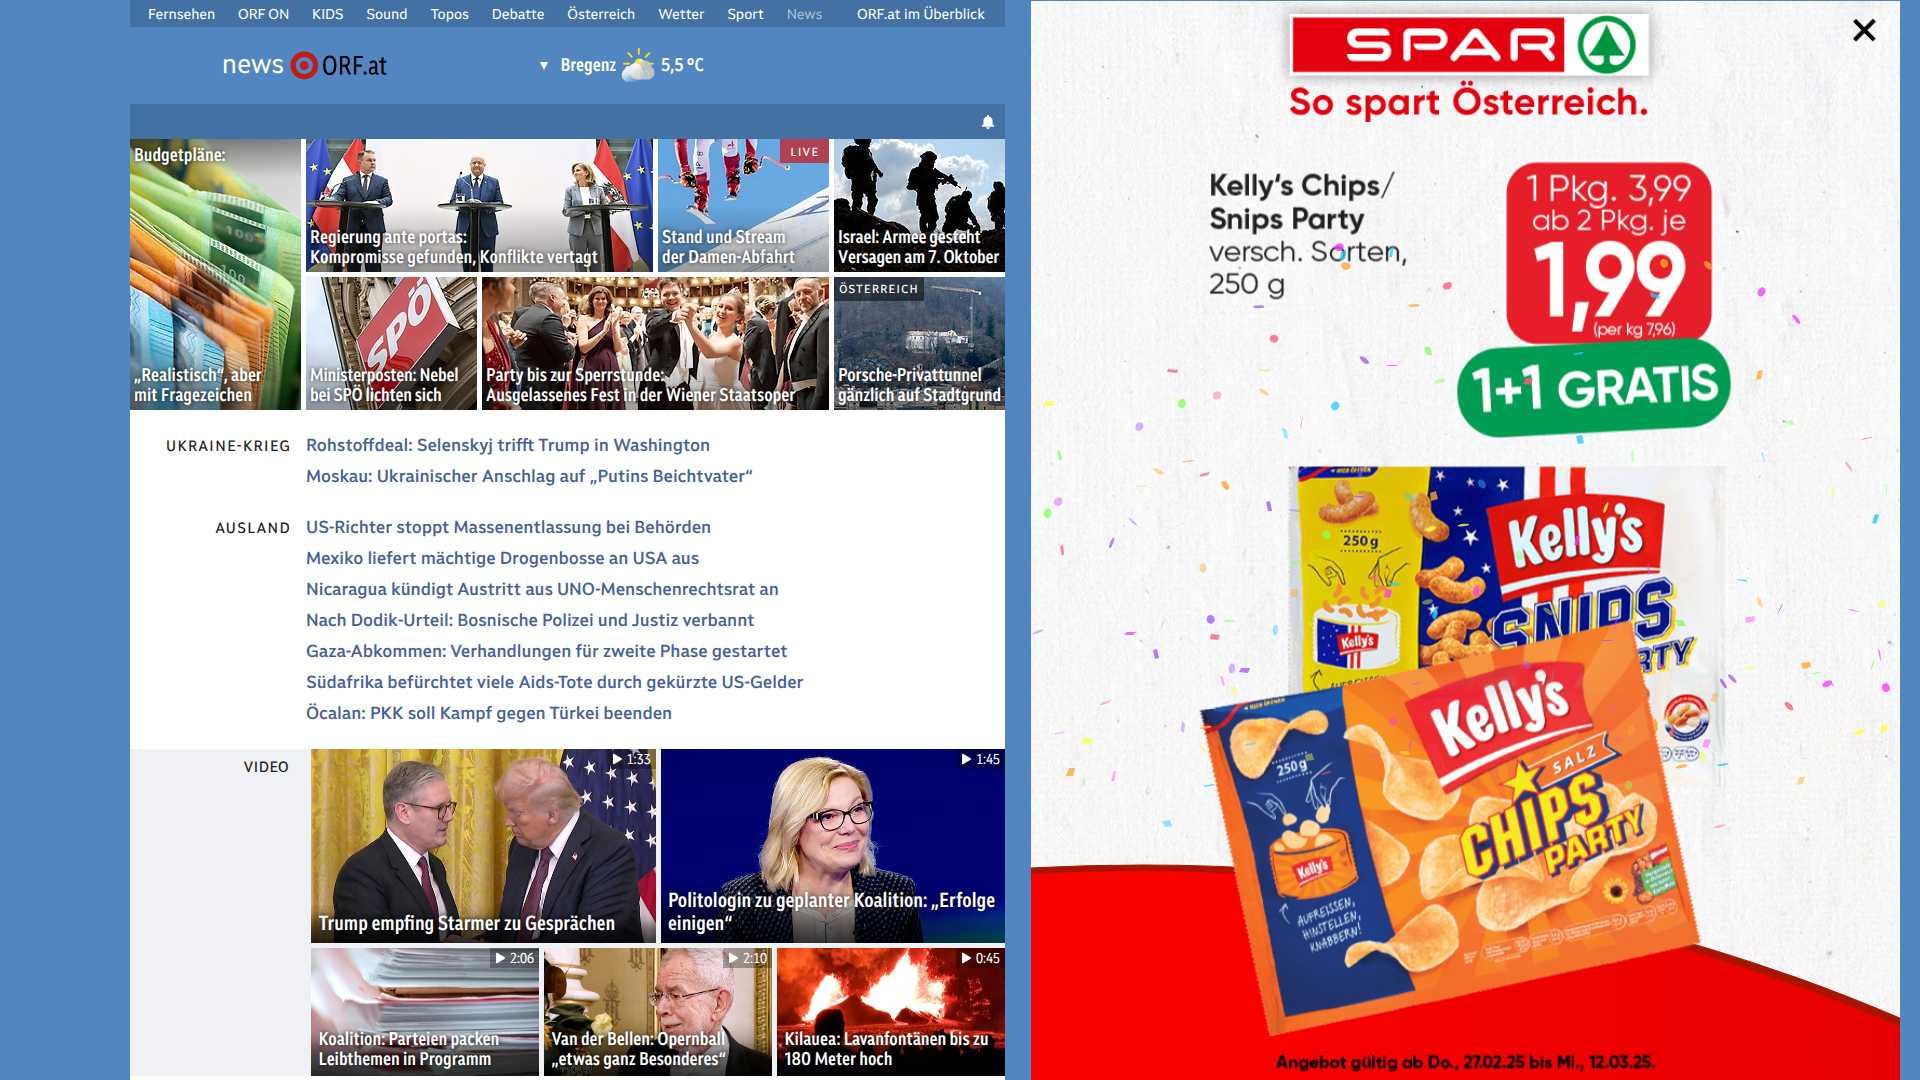 Fernsehen ORF ON KIDS Sound Topos Debatte Österreich Wetter Sport News ORF.at im Überblick
news ORF.at
Bregenz 5,5 °C
Budgetpläne:
„Realistisch“, aber
mit Fragezeichen
Regierung ante portas:
Kompromisse gefunden, Konflikte vertagt
LIVE
Stand und Stream
der Damen-Abfahrt
Israel: Armee gesteht
Versagen am 7. Oktober
SPÖ
Ministerposten: Nebel
bei SPÖ lichten sich
Party bis zur Sperrstunde:
Ausgelassenes Fest in der Wiener Staatsoper
ÖSTERREICH
Porsche-Privattunnel
gänzlich auf Stadtgrund
UKRAINE-KRIEG
Rohstoffdeal: Selenskyj trifft Trump in Washington
Moskau: Ukrainischer Anschlag auf „Putins Beichtvater“
AUSLAND
US-Richter stoppt Massenentlassung bei Behörden
Mexiko liefert mächtige Drogenbosse an USA aus
Nicaragua kündigt Austritt aus UNO-Menschenrechtsrat an
Nach Dodik-Urteil: Bosnische Polizei und Justiz verbannt
Gaza-Abkommen: Verhandlungen für zweite Phase gestartet
Südafrika befürchtet viele Aids-Tote durch gekürzte US-Gelder
Öcalan: PKK soll Kampf gegen Türkei beenden
VIDEO
1:33
Trump empfing Starmer zu Gesprächen
1:45
Politologin zu geplanter Koalition: „Erfolge
einigen“
2:06
Koalition: Parteien packen
Leibthemen in Programm
2:10
Van der Bellen: Opernball
„etwas ganz Besonderes“
0:45
Kilauea: Lavafontänen bis zu
180 Meter hoch
SPAR
So spart Österreich.
Kelly's Chips/
Snips Party
versch. Sorten,
250 g
1 Pkg. 3,99
ab 2 Pkg. je
1,99
(per kg 7,96)
1+1 GRATIS
250g
Kelly's
SNIPS
PARTY
Kelly's
Kelly's
SALZ
CHIPS
PARTY
250g
Kelly's
AUFREISSEN,
HINSTELLEN,
KNABBERN!
Angebot gültig ab Do., 27.02.25 bis Mi., 12.03.25.